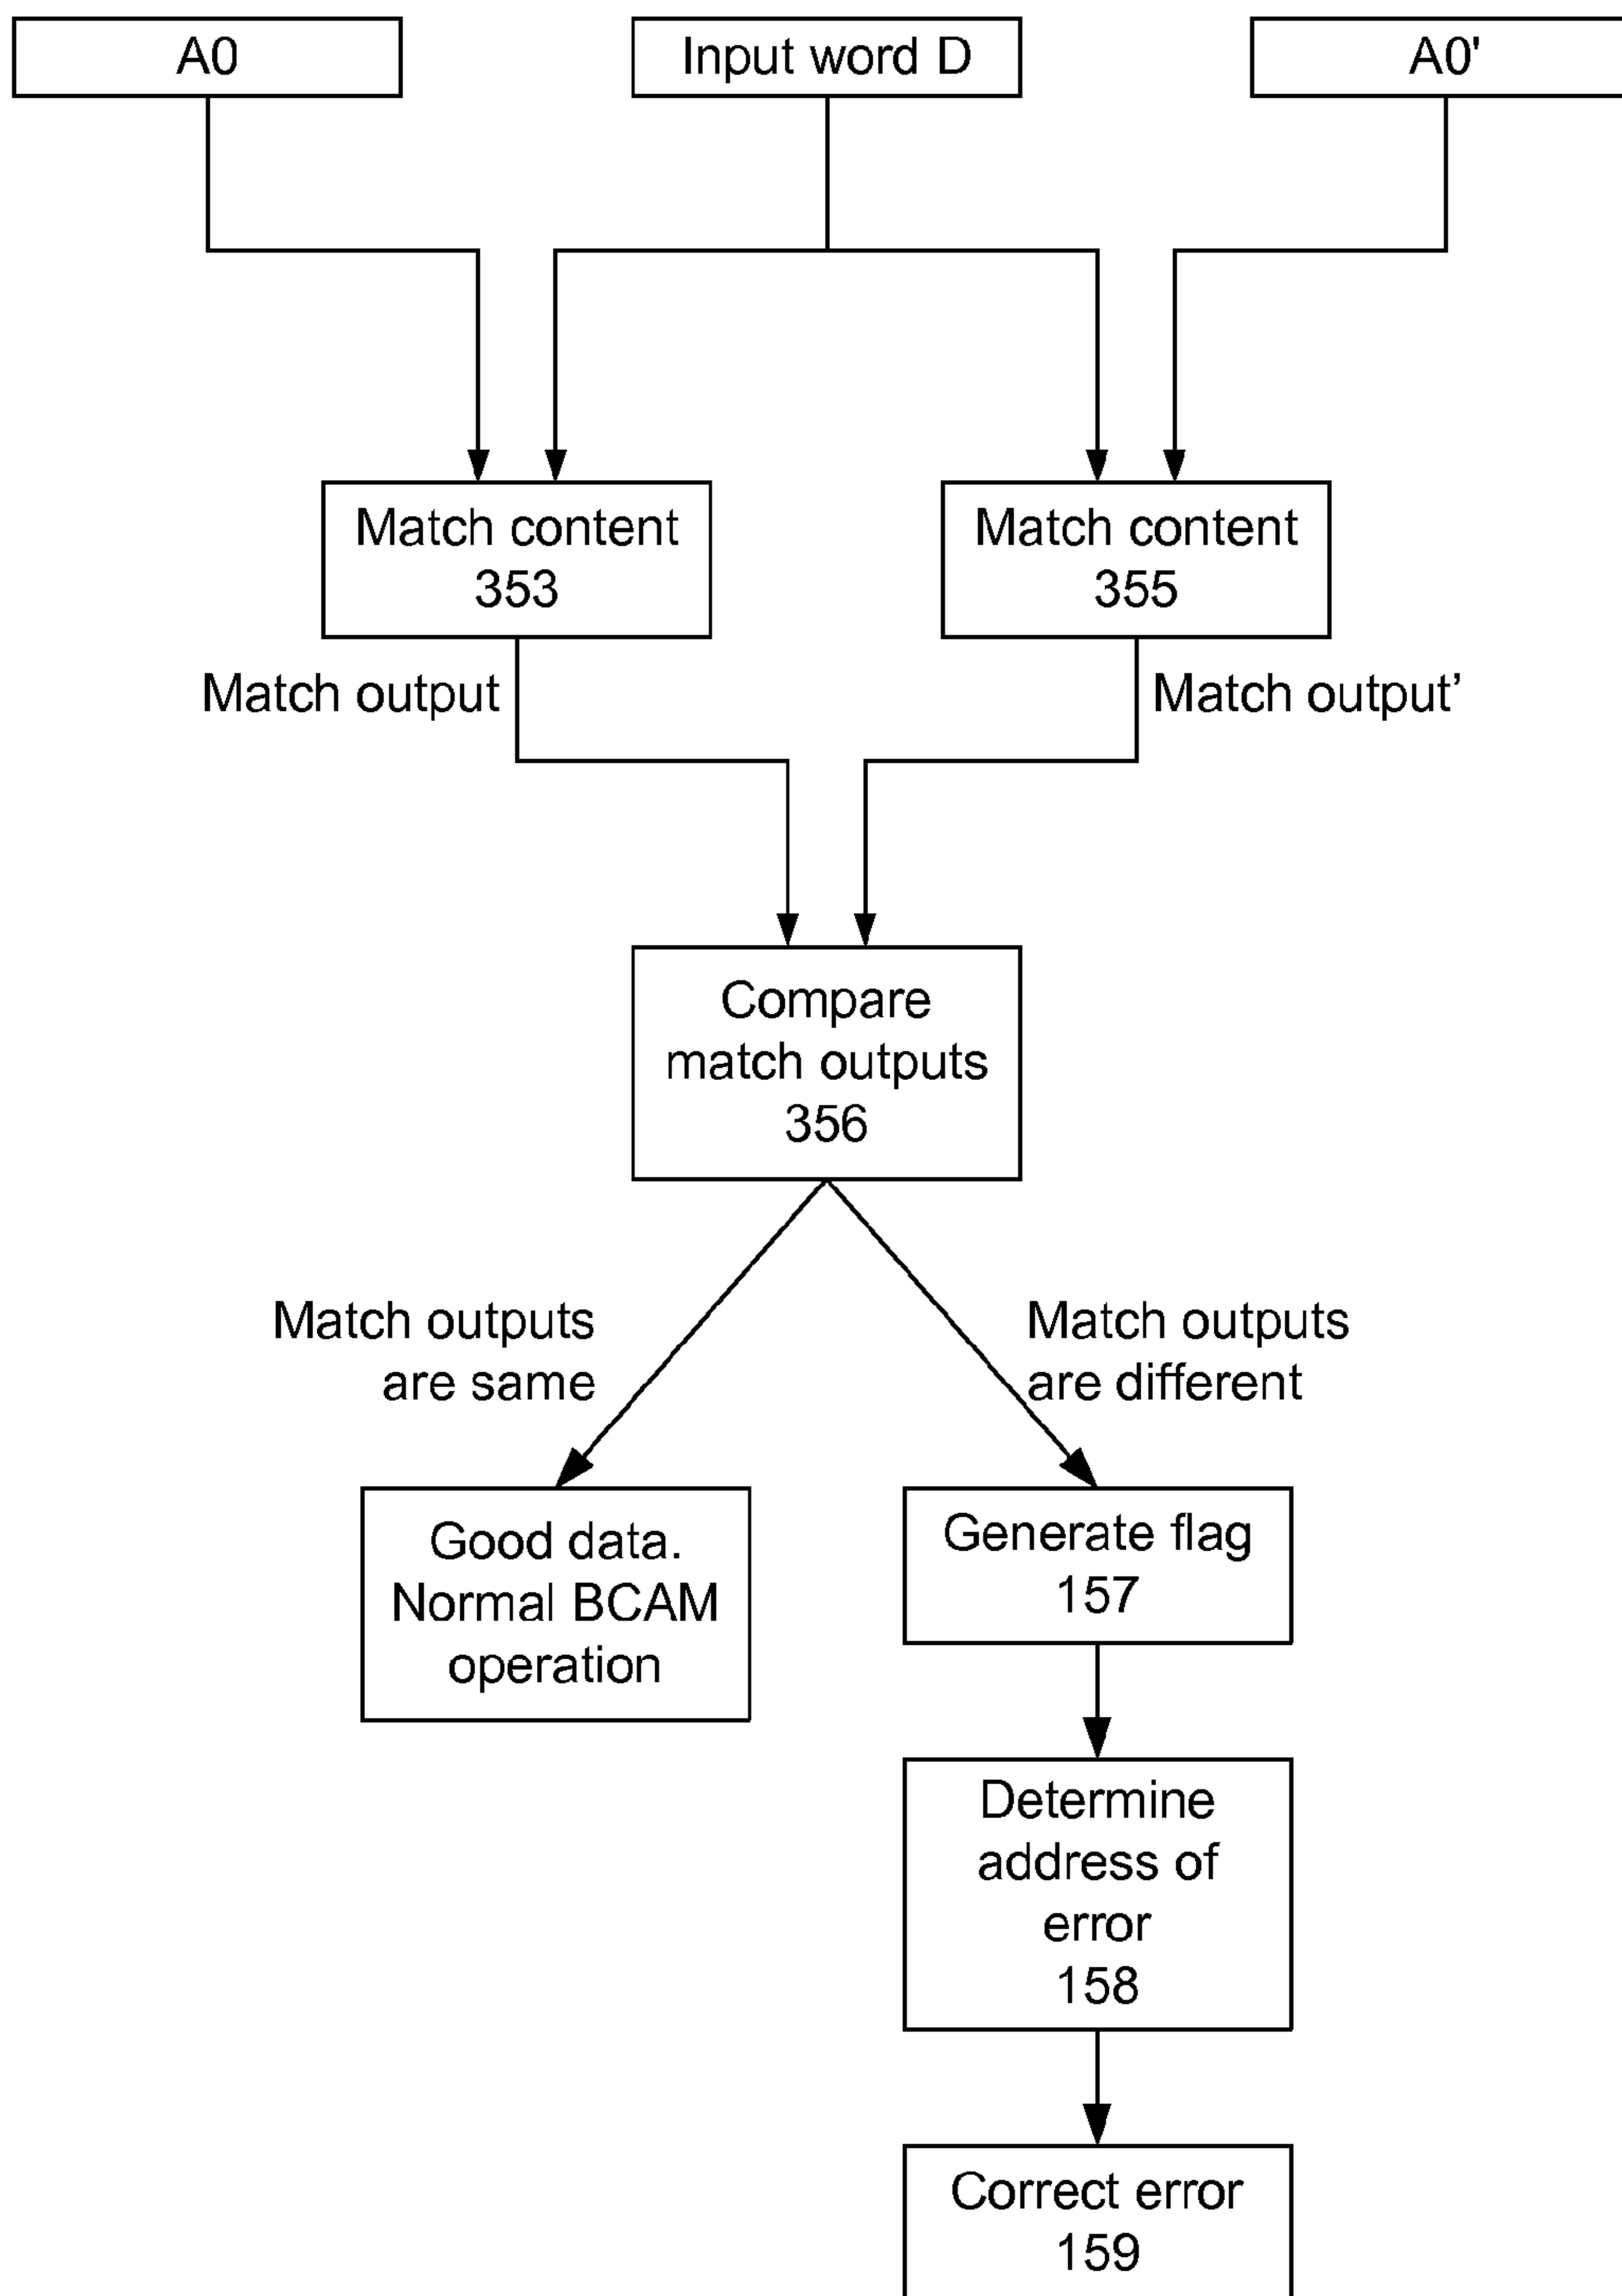 A0
Input word D
A0'
Match content
353
Match content
355
Match output
Match output’
Compare
match outputs
356
Match outputs
are same
Match outputs
are different
Good data.
Normal BCAM
operation
Generate flag
157
Determine
address of
error
158
Correct error
159